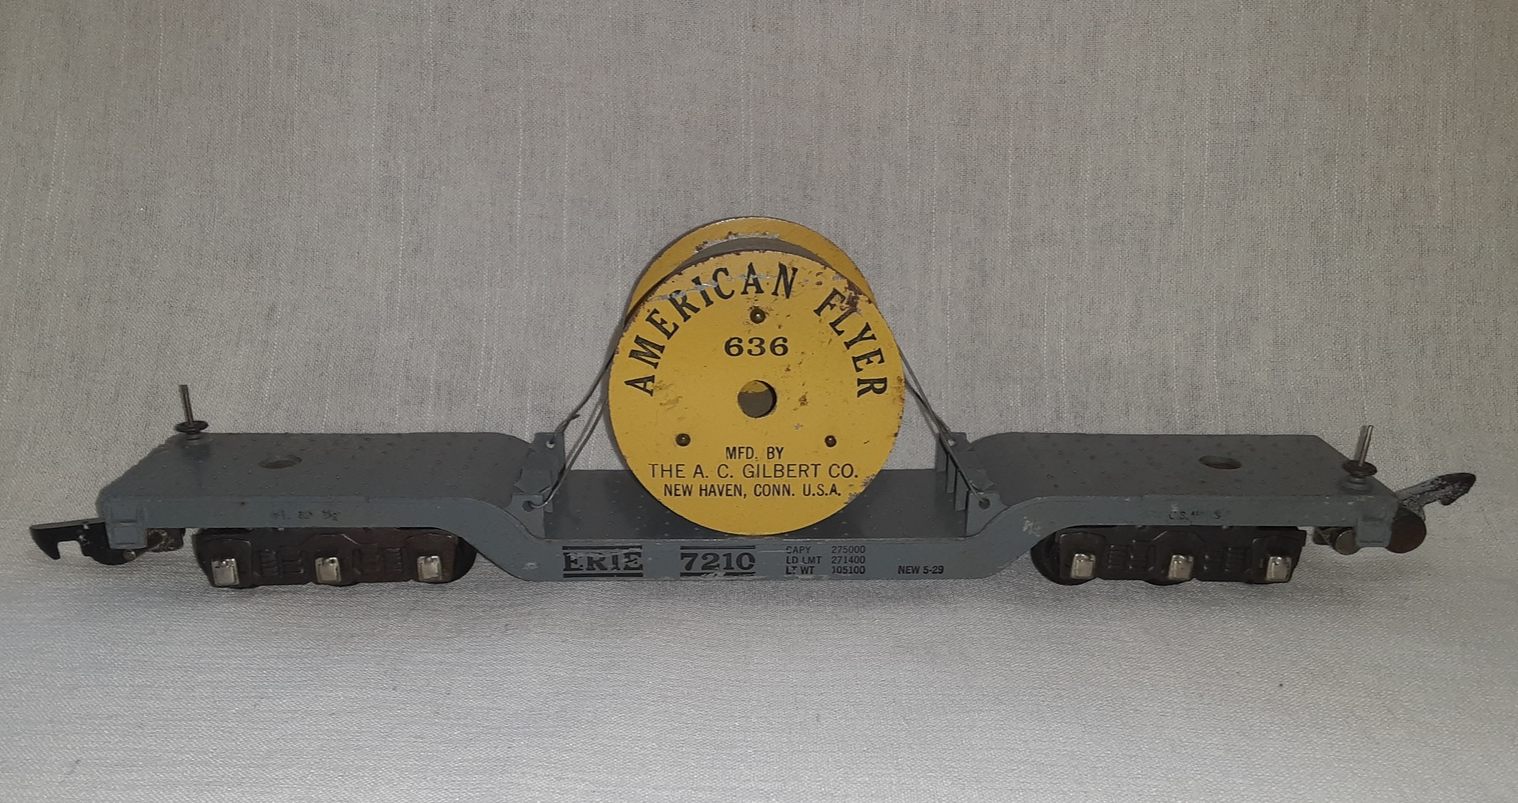 AMERICAN FLYER
636
MFD. BY
THE A. C. GILBERT CO.
NEW HAVEN, CONN. U.S.A.
ERIE 7210
CAPY 275000
LD LMT 271400
LT WT 105100
NEW 5-29